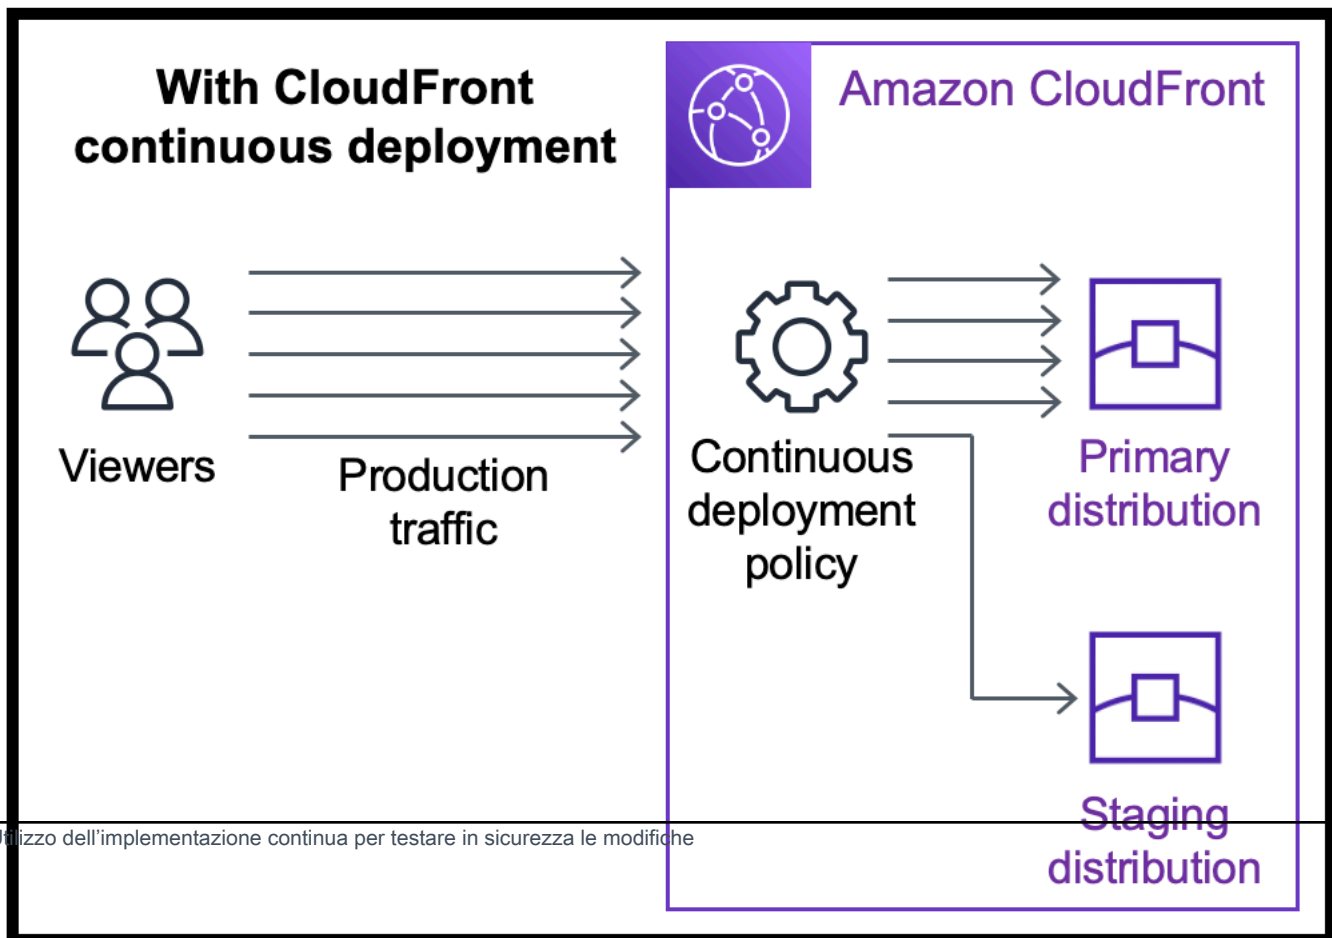 With CloudFront
continuous deployment
Amazon CloudFront
Viewers
Production
traffic
Continuous
deployment
policy
Primary
distribution
Staging
distribution
Utilizzo dell’implementazione continua per testare in sicurezza le modifiche